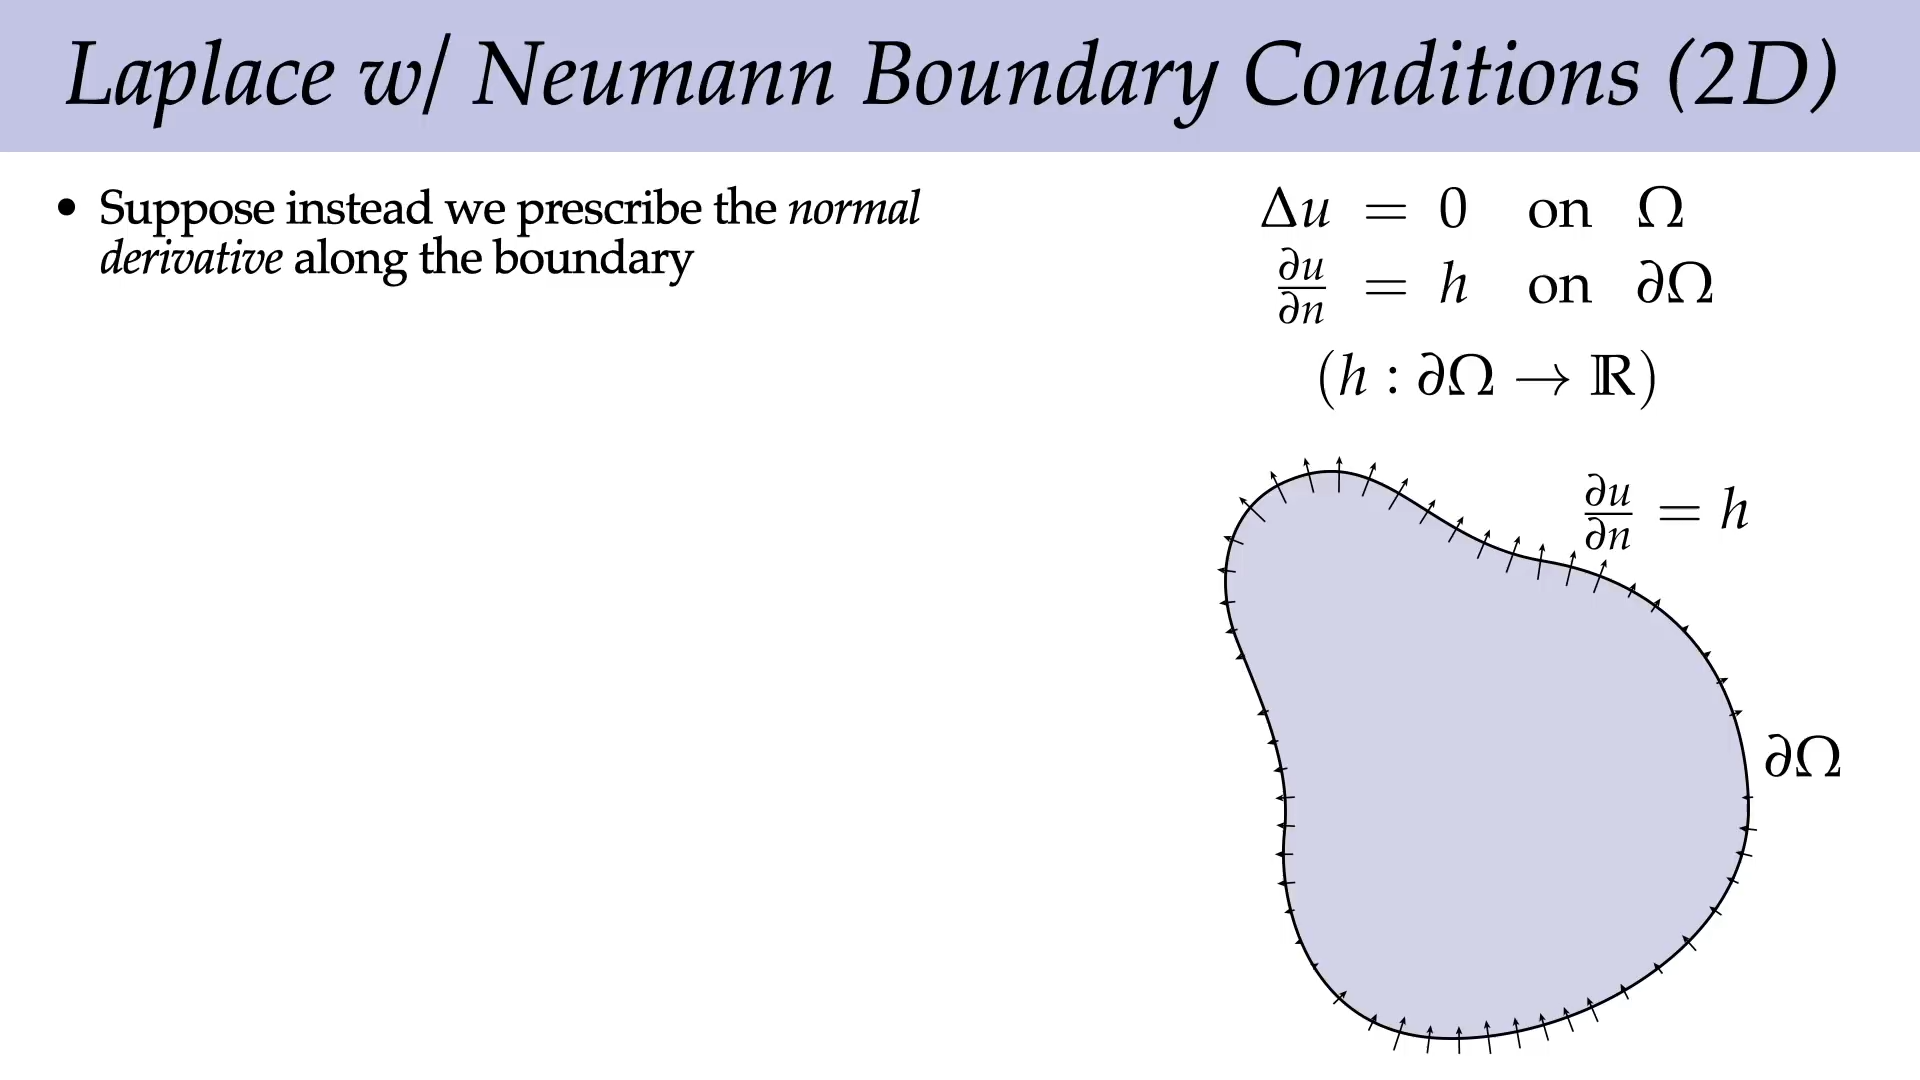 Laplace w/ Neumann Boundary Conditions (2D)
• Suppose instead we prescribe the normal
derivative along the boundary
Δu = 0 on Ω
∂u/∂n = h on ∂Ω
(h : ∂Ω → ℝ)
∂u/∂n = h
∂Ω